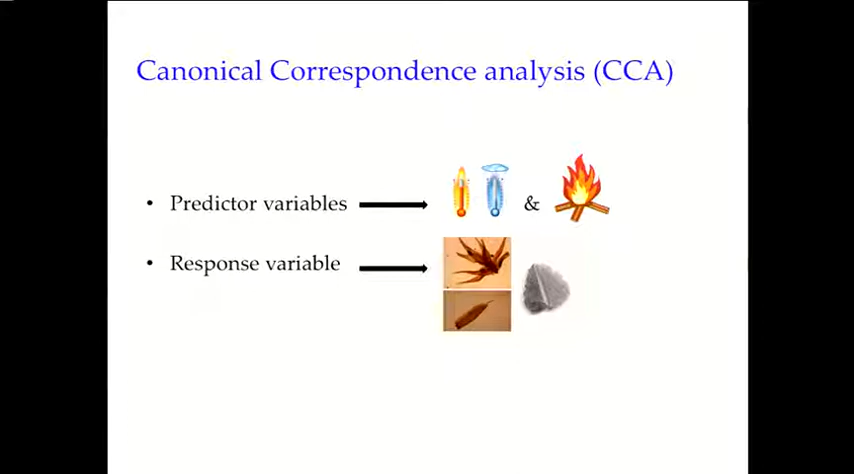 Canonical Correspondence analysis (CCA)
• Predictor variables
&
• Response variable